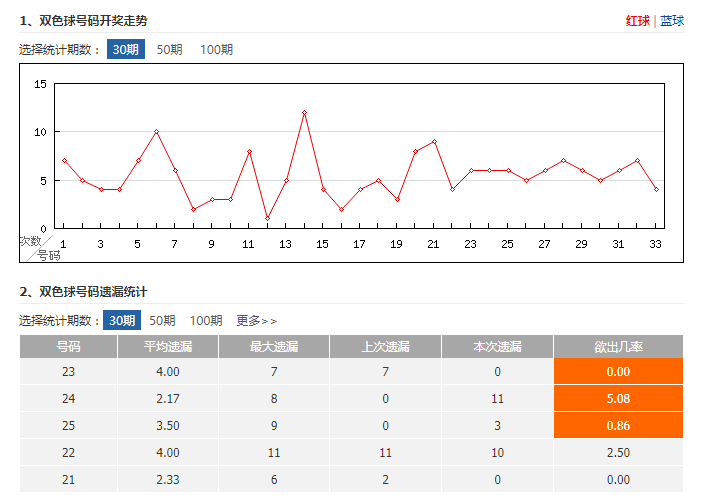 1、双色球号码开奖走势 红球 | 蓝球
选择统计期数： 30期 50期 100期
15
10
5
0
次数
号码
1 3 5 7 9 11 13 15 17 19 21 23 25 27 29 31 33
2、双色球号码遗漏统计
选择统计期数： 30期 50期 100期 更多>>
号码 平均遗漏 最大遗漏 上次遗漏 本次遗漏 欲出几率
23 4.00 7 7 0 0.00
24 2.17 8 0 11 5.08
25 3.50 9 0 3 0.86
22 4.00 11 11 10 2.50
21 2.33 6 2 0 0.00